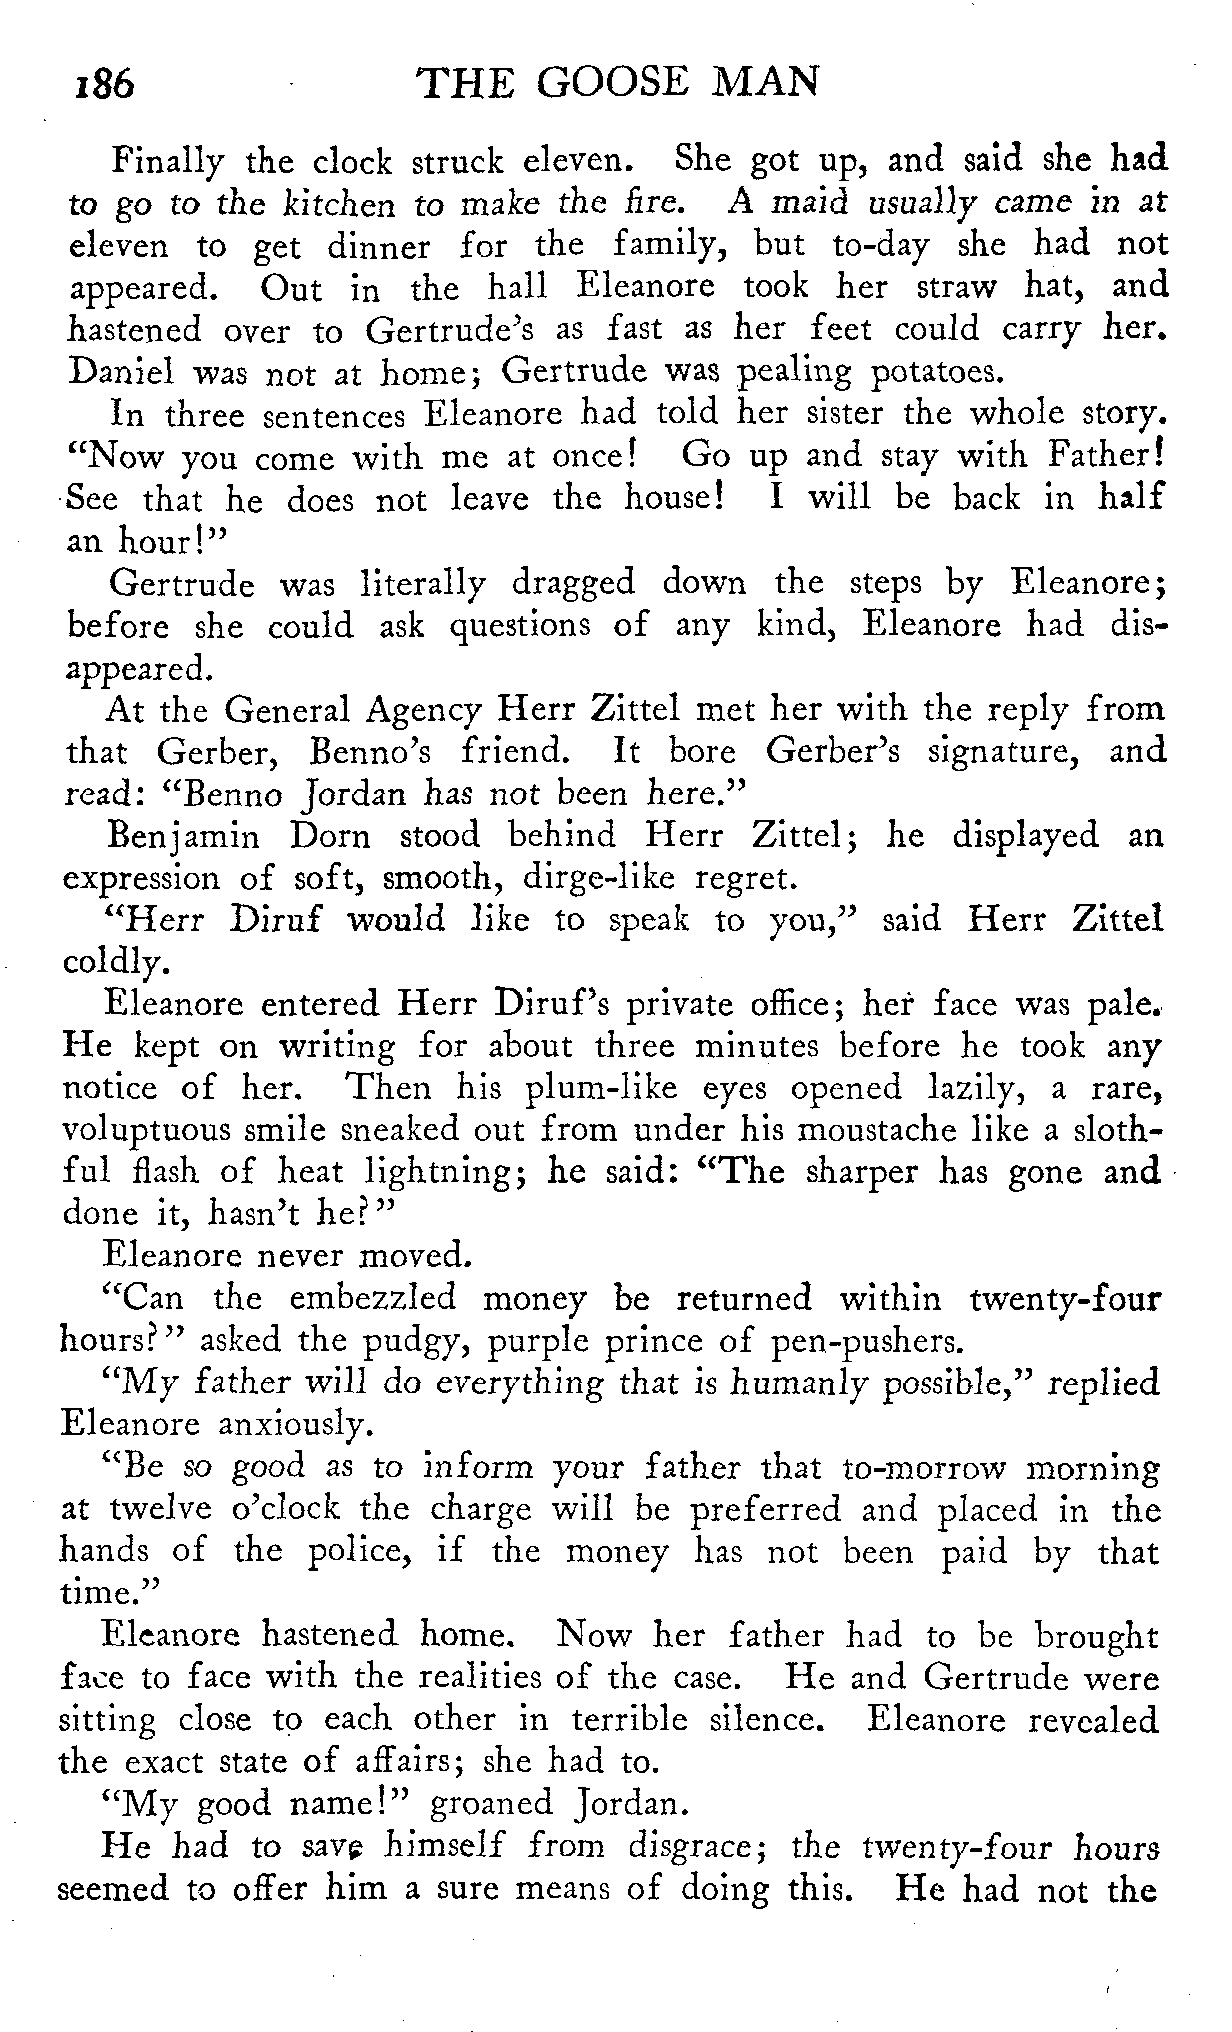 186 THE GOOSE MAN
Finally the clock struck eleven. She got up, and said she had
to go to the kitchen to make the fire. A maid usually came in at
eleven to get dinner for the family, but to-day she had not
appeared. Out in the hall Eleanore took her straw hat, and
hastened over to Gertrude's as fast as her feet could carry her.
Daniel was not at home; Gertrude was pealing potatoes.
In three sentences Eleanore had told her sister the whole story.
“Now you come with me at once! Go up and stay with Father!
See that he does not leave the house! I will be back in half
an hour!”
Gertrude was literally dragged down the steps by Eleanore;
before she could ask questions of any kind, Eleanore had dis-
appeared.
At the General Agency Herr Zittel met her with the reply from
that Gerber, Benno's friend. It bore Gerber's signature, and
read: “Benno Jordan has not been here.”
Benjamin Dorn stood behind Herr Zittel; he displayed an
expression of soft, smooth, dirge-like regret.
“Herr Diruf would like to speak to you,” said Herr Zittel
coldly.
Eleanore entered Herr Diruf's private office; her face was pale.
He kept on writing for about three minutes before he took any
notice of her. Then his plum-like eyes opened lazily, a rare,
voluptuous smile sneaked out from under his moustache like a sloth-
ful flash of heat lightning; he said: “The sharper has gone and
done it, hasn't he?”
Eleanore never moved.
“Can the embezzled money be returned within twenty-four
hours?” asked the pudgy, purple prince of pen-pushers.
“My father will do everything that is humanly possible,” replied
Eleanore anxiously.
“Be so good as to inform your father that to-morrow morning
at twelve o'clock the charge will be preferred and placed in the
hands of the police, if the money has not been paid by that
time.”
Eleanore hastened home. Now her father had to be brought
face to face with the realities of the case. He and Gertrude were
sitting close to each other in terrible silence. Eleanore revealed
the exact state of affairs; she had to.
“My good name!” groaned Jordan.
He had to save himself from disgrace; the twenty-four hours
seemed to offer him a sure means of doing this. He had not the